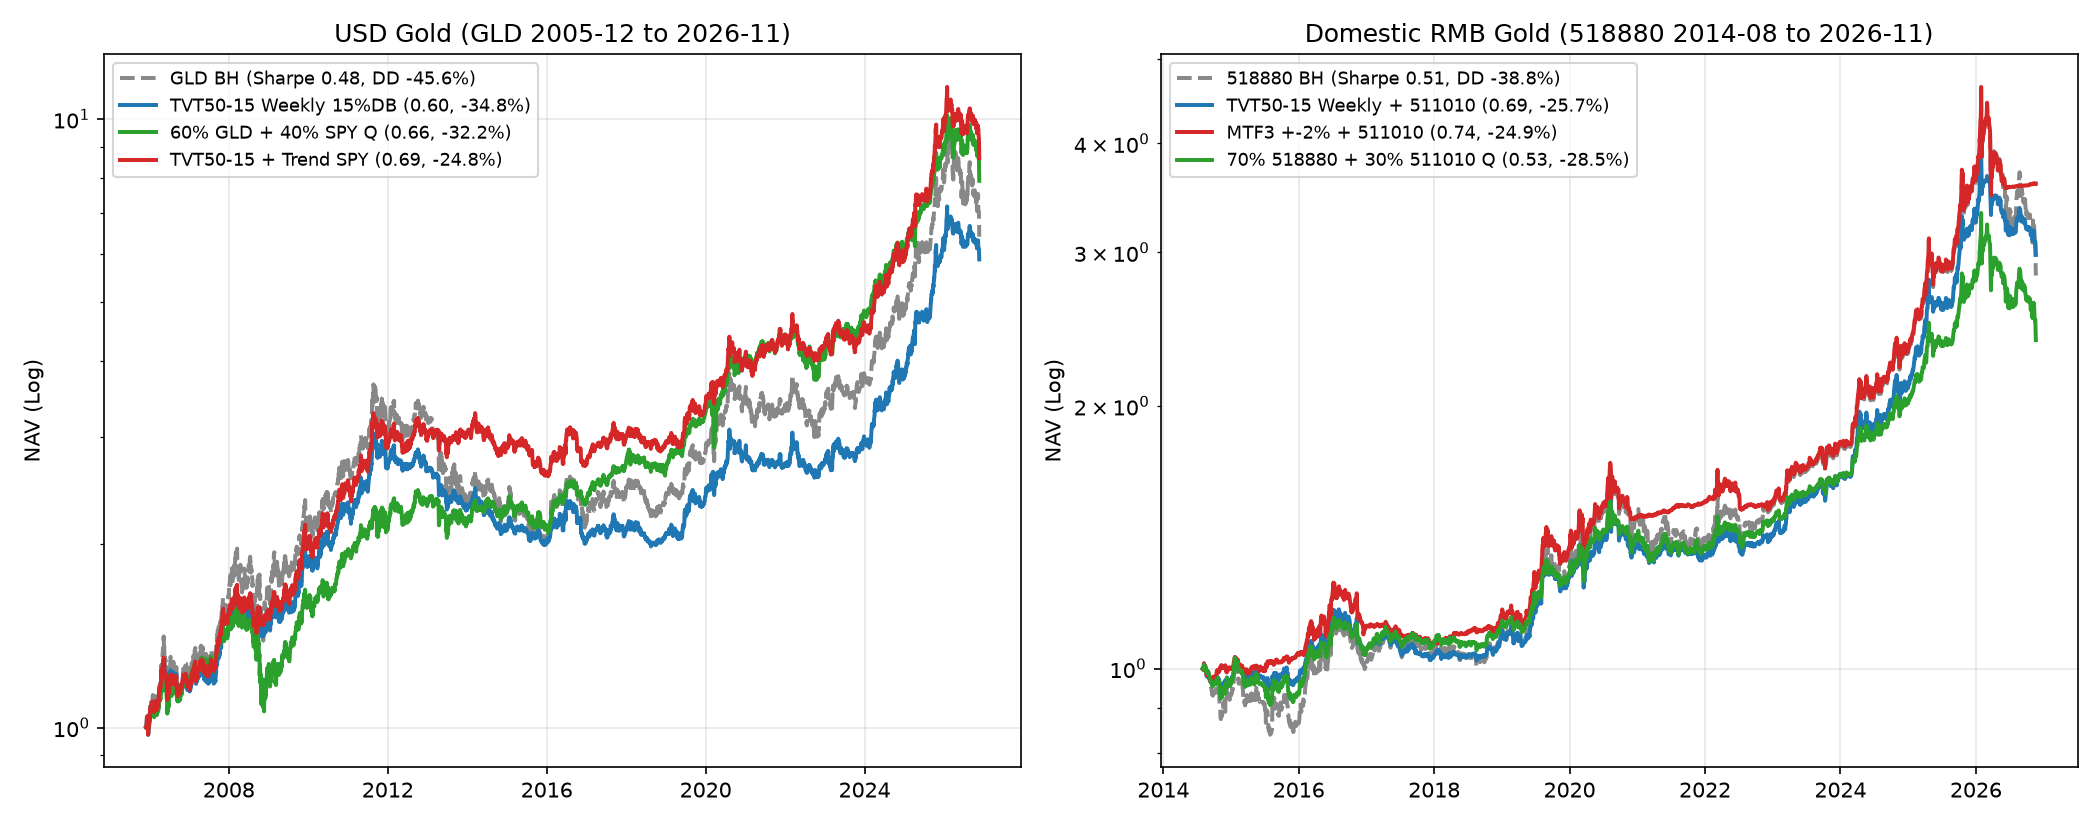 USD Gold (GLD 2005-12 to 2026-11)
GLD BH (Sharpe 0.48, DD -45.6%)
TVT50-15 Weekly 15%DB (0.60, -34.8%)
60% GLD + 40% SPY Q (0.66, -32.2%)
TVT50-15 + Trend SPY (0.69, -24.8%)
NAV (Log)
10¹
10⁰
2008 2012 2016 2020 2024
Domestic RMB Gold (518880 2014-08 to 2026-11)
518880 BH (Sharpe 0.51, DD -38.8%)
TVT50-15 Weekly + 511010 (0.69, -25.7%)
MTF3 +-2% + 511010 (0.74, -24.9%)
70% 518880 + 30% 511010 Q (0.53, -28.5%)
NAV (Log)
4 × 10⁰
3 × 10⁰
2 × 10⁰
10⁰
2014 2016 2018 2020 2022 2024 2026